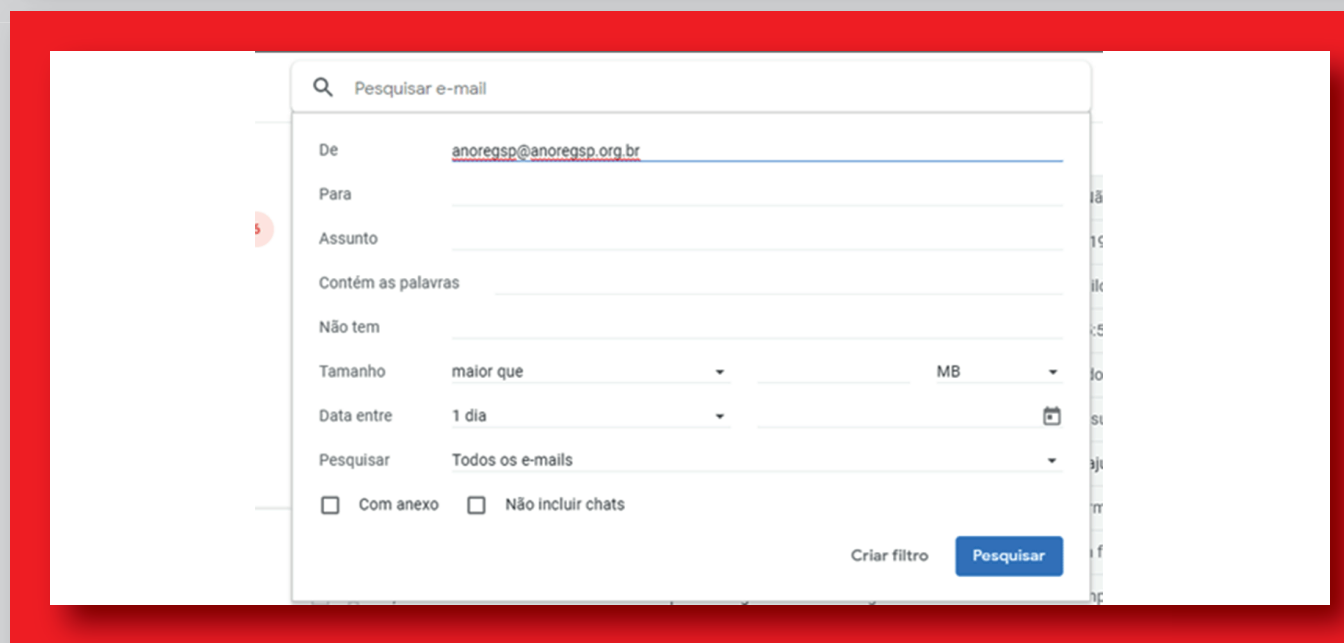 Pesquisar e-mail
De anoregsp@anoregsp.org.br
Para
Assunto
Contém as palavras
Não tem
Tamanho maior que MB
Data entre 1 dia
Pesquisar Todos os e-mails
Com anexo Não incluir chats
Criar filtro Pesquisar